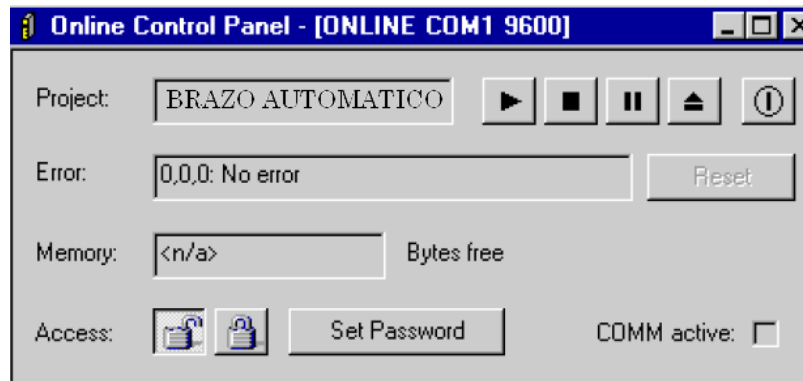 Online Control Panel - [ONLINE COM1 9600]
Project: BRAZO AUTOMATICO
Error: 0,0,0: No error Reset
Memory: <n/a> Bytes free
Access: Set Password COMM active: